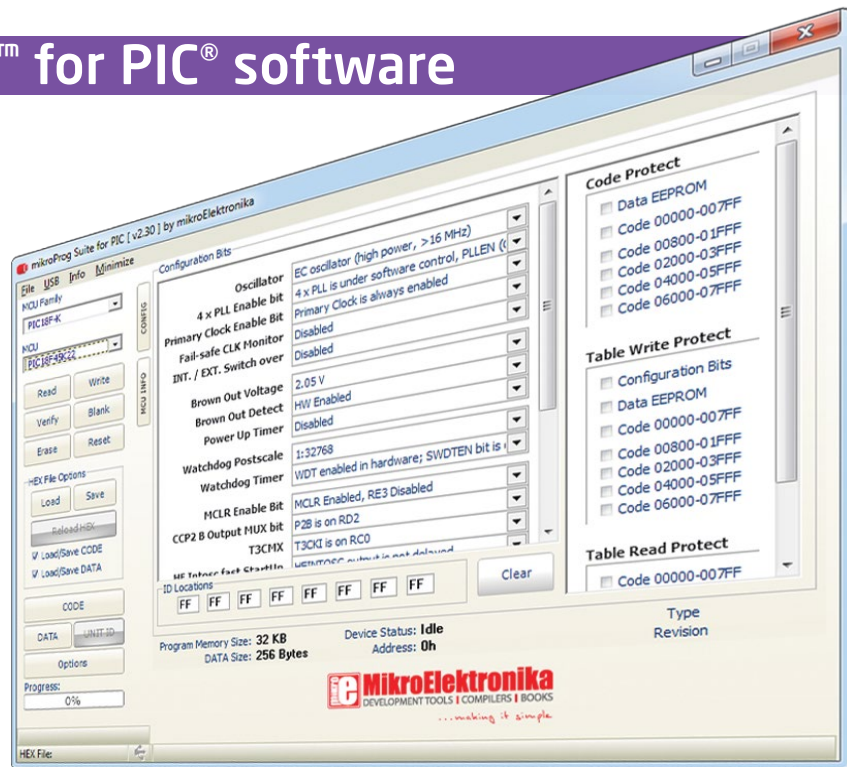 ™ for PIC® software
mikroProg Suite for PIC [ v2.30 ] by mikroElektronika
File USB Info Minimize
MCU Family
PIC18F-K
MCU
PIC18F45K22
Read Write
Verify Blank
Erase Reset
HEX File Options
Load Save
Reload HEX
Load/Save CODE
Load/Save DATA
CODE
DATA UNIT ID
Options
Progress:
0%
HEX File:
CONFIG
MCU INFO
Configuration Bits
Oscillator EC oscillator (high power, >16 MHz)
4 x PLL Enable bit 4 x PLL is under software control, PLLEN (
Primary Clock Enable Bit Primary Clock is always enabled
Fail-safe CLK Monitor Disabled
INT. / EXT. Switch over Disabled
Brown Out Voltage 2.05 V
Brown Out Detect HW Enabled
Power Up Timer Disabled
Watchdog Postscale 1:32768
Watchdog Timer WDT enabled in hardware; SWDTEN bit is
MCLR Enable Bit MCLR Enabled, RE3 Disabled
CCP2 B Output MUX bit P2B is on RD2
T3CMX T3CKI is on RC0
HF Intosc fast StartUp HFINTOSC output is not delayed
ID Locations
FF FF FF FF FF FF FF FF
Clear
Program Memory Size: 32 KB
DATA Size: 256 Bytes
Device Status: Idle
Address: 0h
Type
Revision
Code Protect
Data EEPROM
Code 00000-007FF
Code 00800-01FFF
Code 02000-03FFF
Code 04000-05FFF
Code 06000-07FFF
Table Write Protect
Configuration Bits
Data EEPROM
Code 00000-007FF
Code 00800-01FFF
Code 02000-03FFF
Code 04000-05FFF
Code 06000-07FFF
Table Read Protect
Code 00000-007FF
MikroElektronika
DEVELOPMENT TOOLS | COMPILERS | BOOKS
...making it simple